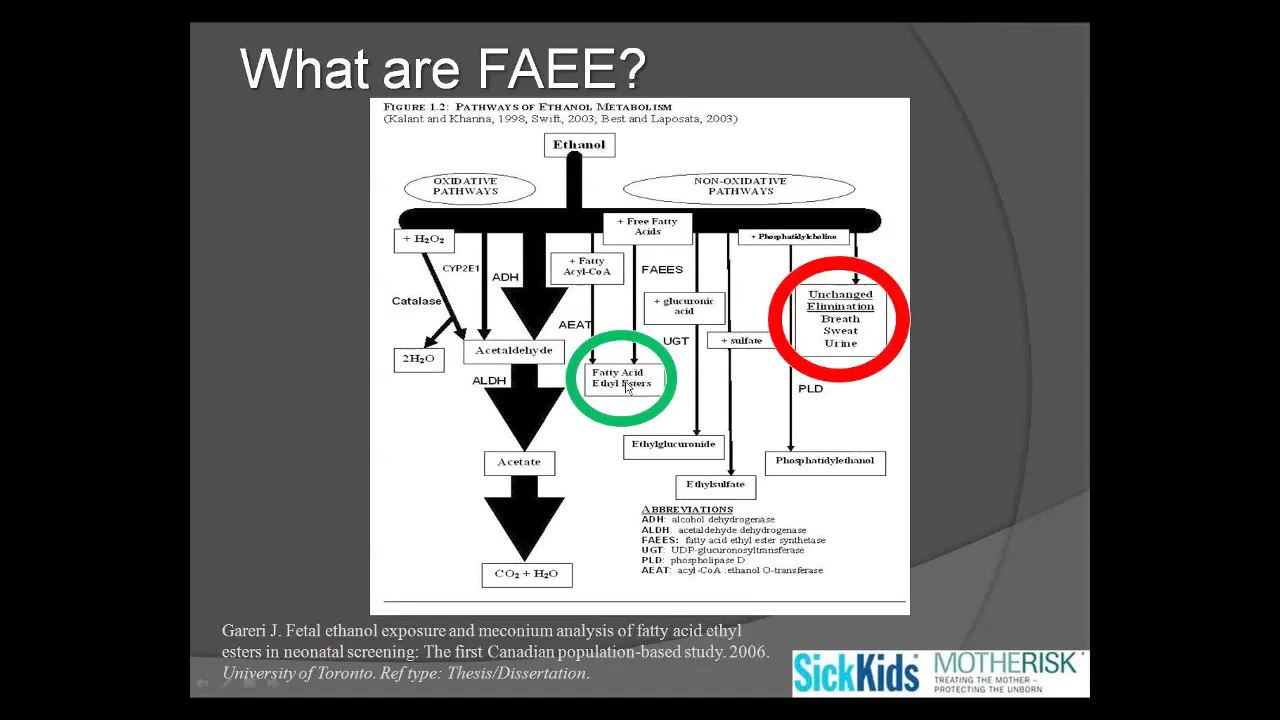 What are FAEE?
FIGURE 1.2: PATHWAYS OF ETHANOL METABOLISM
(Kalant and Khanna, 1998; Swift, 2003; Best and Laposata, 2003)
Ethanol
OXIDATIVE
PATHWAYS
NON-OXIDATIVE
PATHWAYS
+ H₂O₂
+ Free Fatty
Acids
+ Phosphatidylcholine
CYP2E1
ADH
+ Fatty
Acyl-CoA
FAEES
Catalase
+ glucuronic
acid
Unchanged
Elimination
Breath
Sweat
Urine
AEAT
UGT
+ sulfate
2H₂O
Acetaldehyde
ALDH
Fatty Acid
Ethyl Esters
PLD
Ethylglucuronide
Acetate
Phosphatidylethanol
Ethylsulfate
CO₂ + H₂O
ABBREVIATIONS
ADH: alcohol dehydrogenase
ALDH: acetaldehyde dehydrogenase
FAEES: fatty acid ethyl ester synthetase
UGT: UDP-glucuronosyltransferase
PLD: phospholipase D
AEAT: acyl-CoA :ethanol O-transferase
Gareri J. Fetal ethanol exposure and meconium analysis of fatty acid ethyl
esters in neonatal screening: The first Canadian population-based study. 2006.
University of Toronto. Ref type: Thesis/Dissertation.
SickKids
MOTHERISK
TREATING THE MOTHER –
PROTECTING THE UNBORN